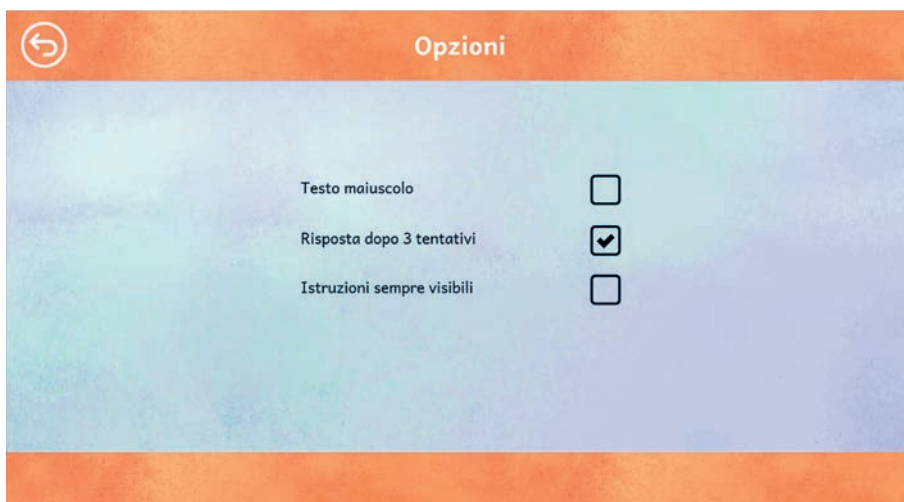 Opzioni
Testo maiuscolo
Risposta dopo 3 tentativi
Istruzioni sempre visibili